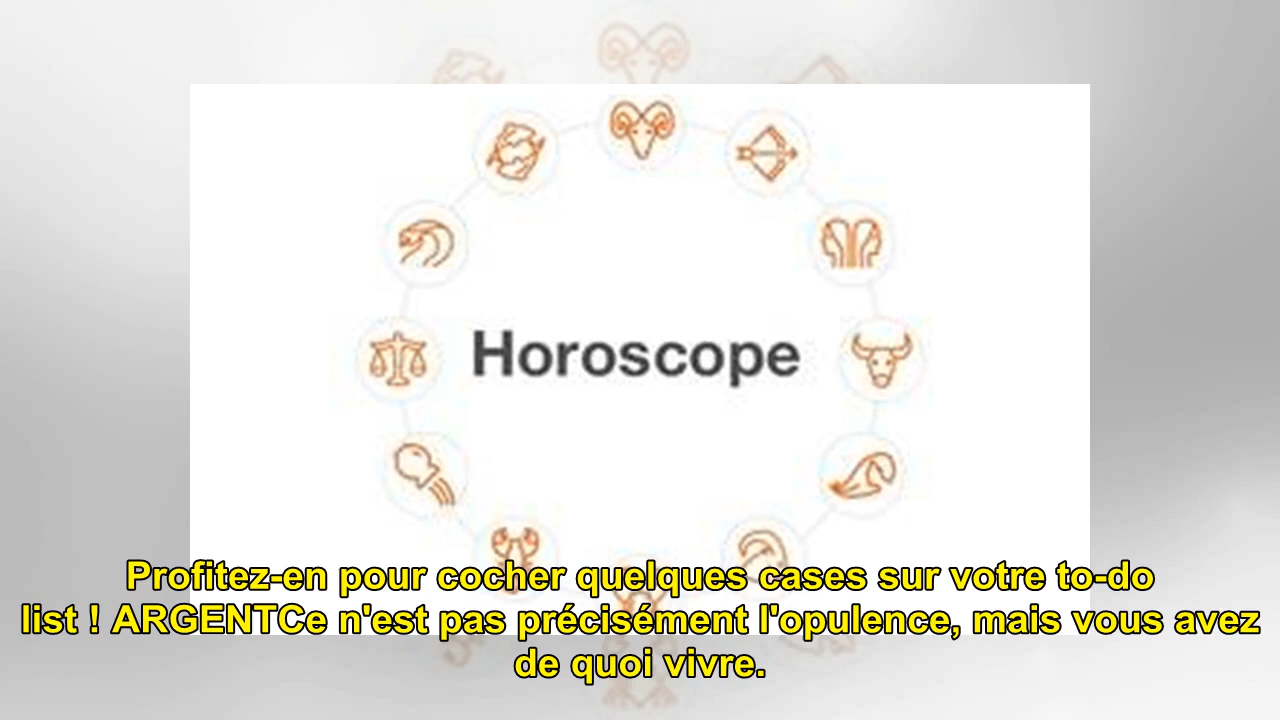 Horoscope
Profitez-en pour cocher quelques cases sur votre to-do
list ! ARGENTCe n'est pas précisément l'opulence, mais vous avez
de quoi vivre.